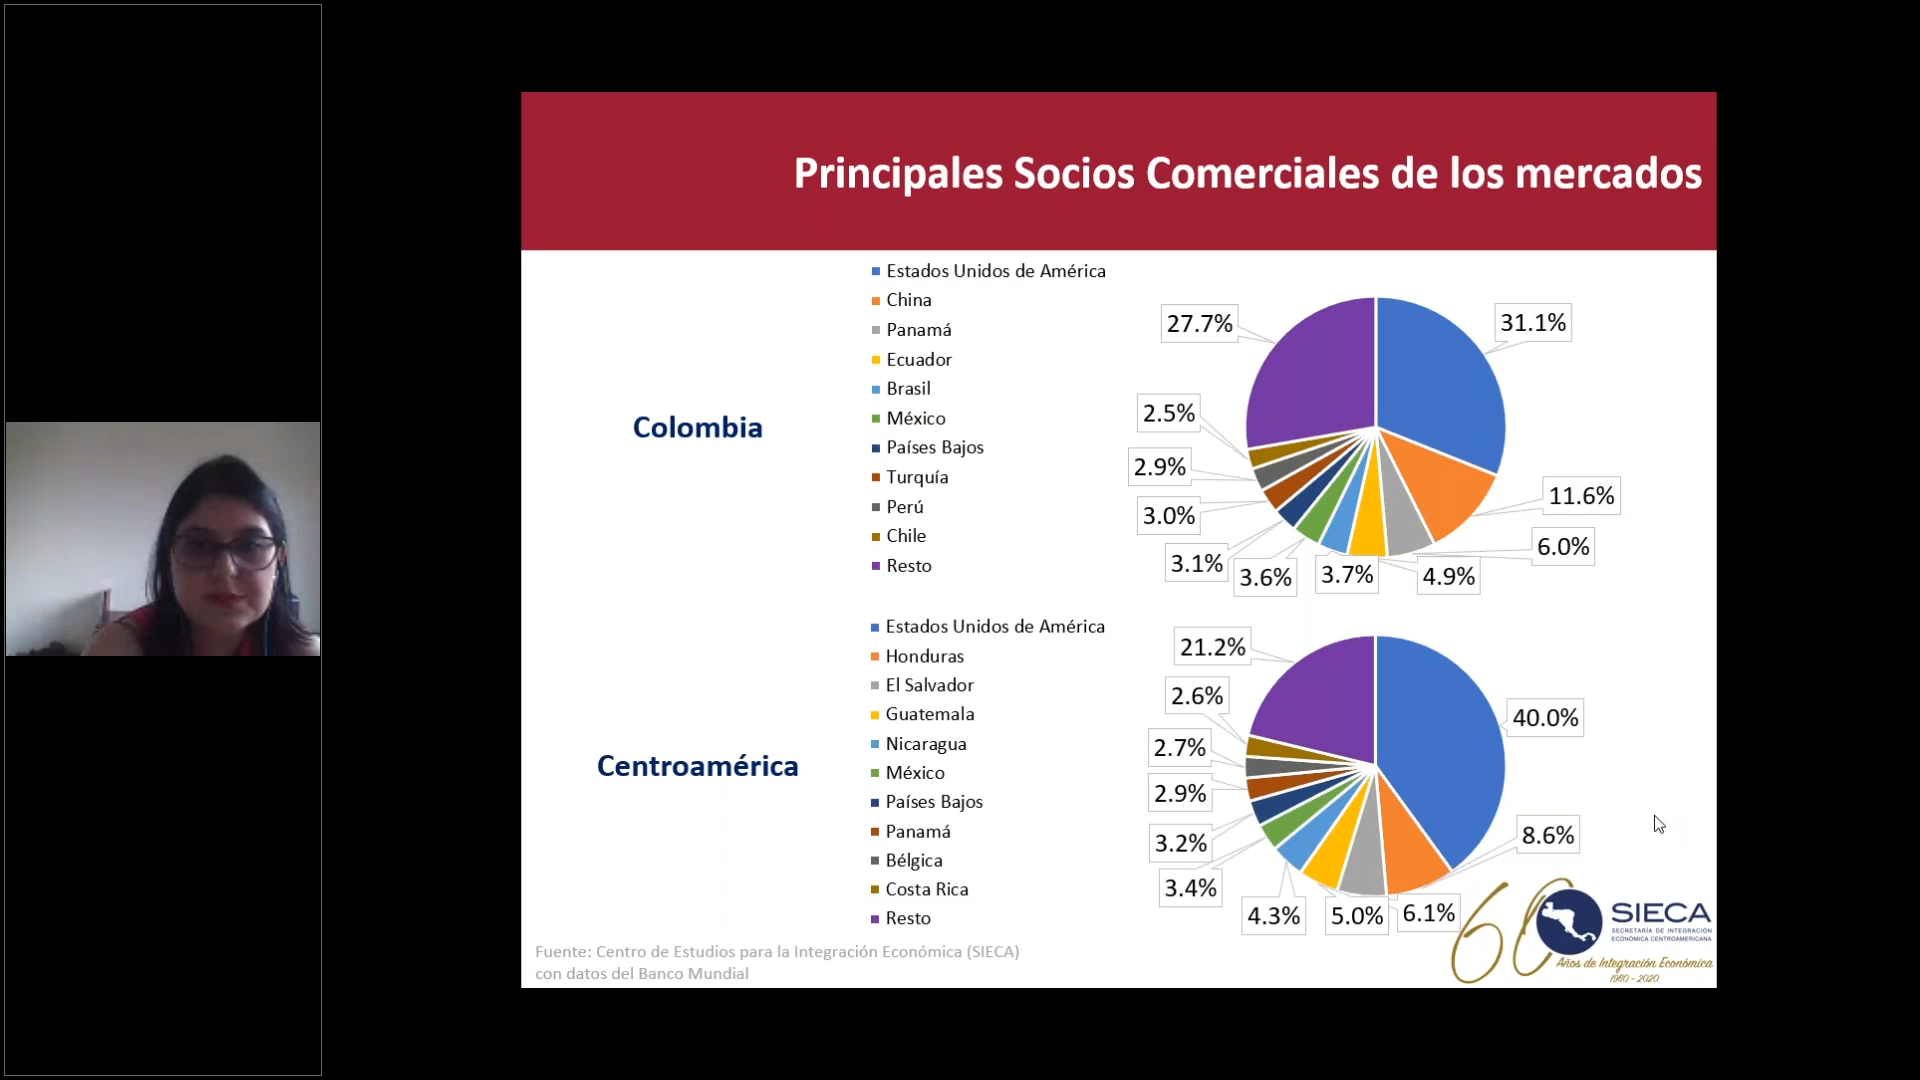 Principales Socios Comerciales de los mercados
Colombia
Estados Unidos de América
China
Panamá
Ecuador
Brasil
México
Países Bajos
Turquía
Perú
Chile
Resto
31.1%
11.6%
6.0%
4.9%
3.7%
3.6%
3.1%
3.0%
2.9%
2.5%
27.7%
Centroamérica
Estados Unidos de América
Honduras
El Salvador
Guatemala
Nicaragua
México
Países Bajos
Panamá
Bélgica
Costa Rica
Resto
40.0%
8.6%
6.1%
5.0%
4.3%
3.4%
3.2%
2.9%
2.7%
2.6%
21.2%
Fuente: Centro de Estudios para la Integración Económica (SIECA)
con datos del Banco Mundial
60
SIECA
SECRETARÍA DE INTEGRACIÓN
ECONÓMICA CENTROAMERICANA
Años de Integración Económica
1960 - 2020